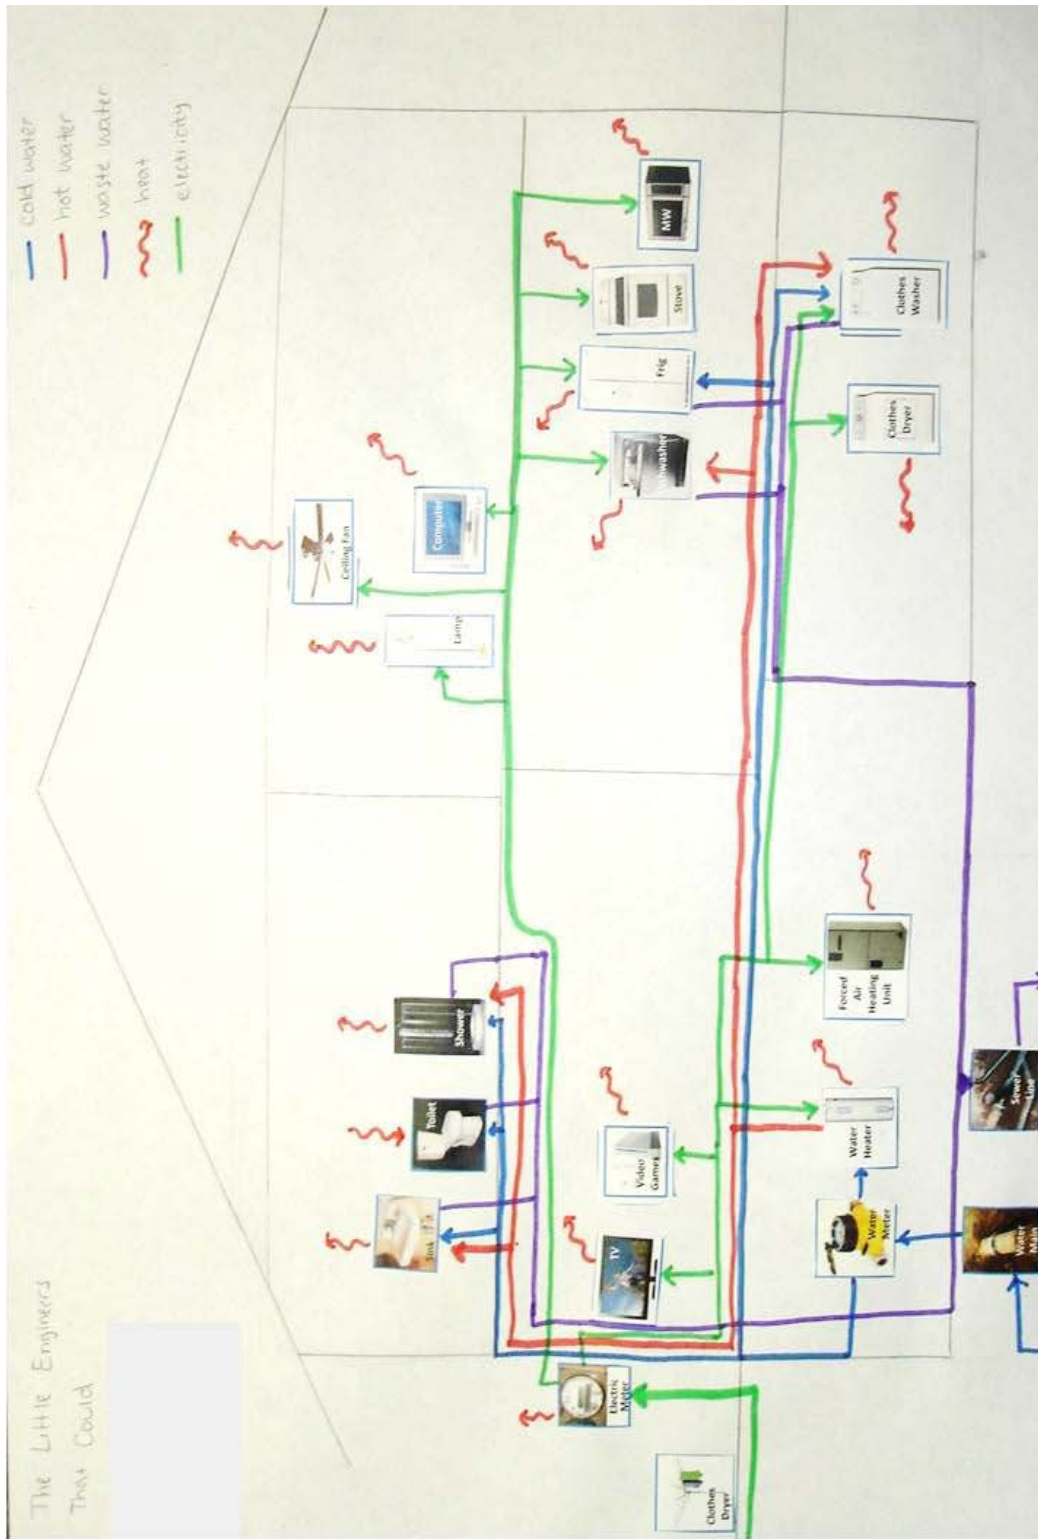 The Little Engineers
That Could
cold water
hot water
waste water
heat
electricity
Ceiling Fan
Lamp
Computer
Shower
Toilet
Sink
MW
Stove
Frig
Dishwasher
Video
Games
TV
Electric
Meter
Clothes
Dryer
Clothes
Washer
Clothes
Dryer
Forced
Air
Heating
Unit
Water
Heater
Water
Meter
Sewer
Line
Water
Main